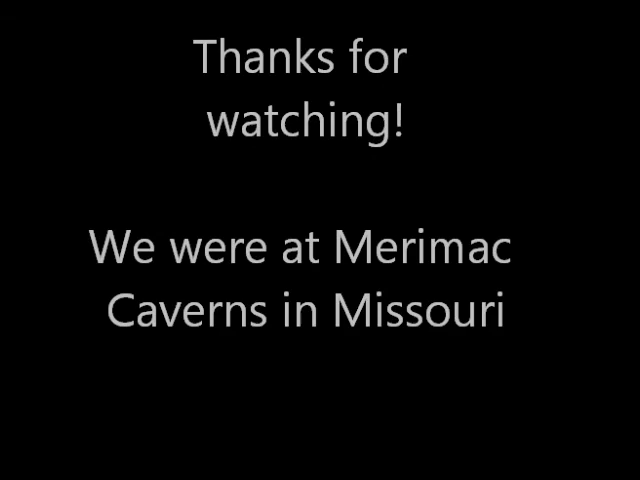 Thanks for
watching!
We were at Merimac
Caverns in Missouri